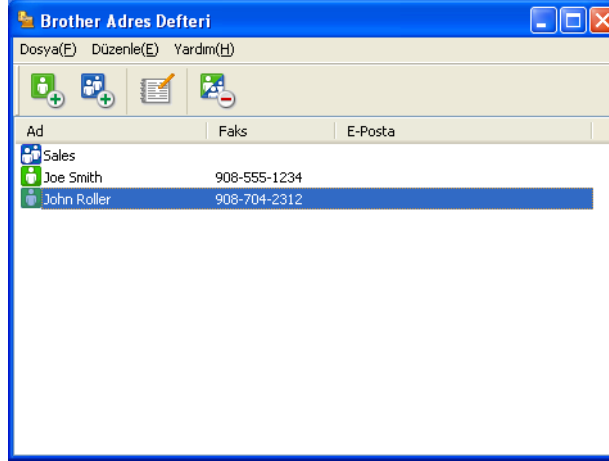 Brother Adres Defteri
Dosya(F) Düzenle(E) Yardım(H)
Ad Faks E-Posta
Sales
Joe Smith 908-555-1234
John Roller 908-704-2312